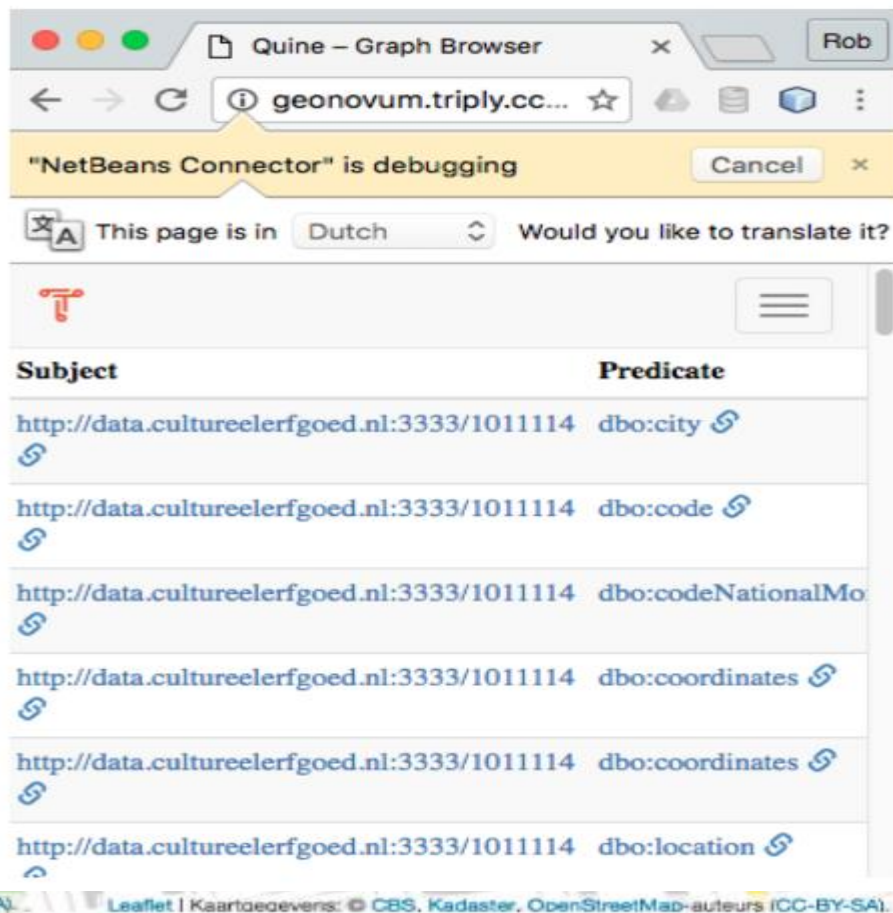 Quine – Graph Browser
Rob
geonovum.triply.cc...
"NetBeans Connector" is debugging Cancel
This page is in Dutch Would you like to translate it?
Subject Predicate
http://data.cultureelerfgoed.nl:3333/1011114 dbo:city
http://data.cultureelerfgoed.nl:3333/1011114 dbo:code
http://data.cultureelerfgoed.nl:3333/1011114 dbo:codeNationalMo
http://data.cultureelerfgoed.nl:3333/1011114 dbo:coordinates
http://data.cultureelerfgoed.nl:3333/1011114 dbo:coordinates
http://data.cultureelerfgoed.nl:3333/1011114 dbo:location
A). Leaflet | Kaartgegevens: © CBS, Kadaster, OpenStreetMap-auteurs (CC-BY-SA).